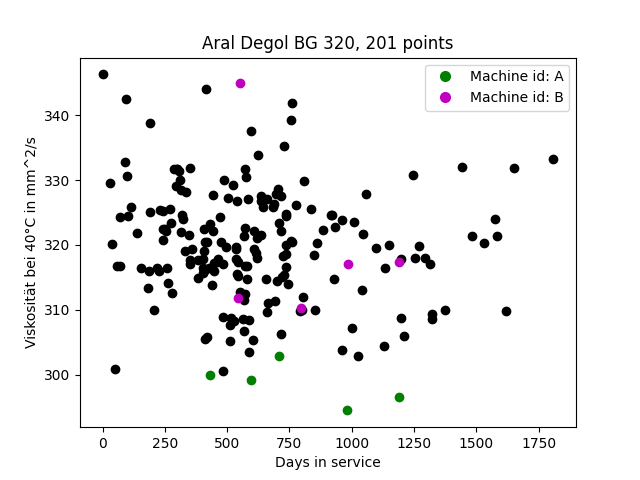 Aral Degol BG 320, 201 points
Machine id: A
Machine id: B
Viskosität bei 40°C in mm^2/s
340
330
320
310
300
0 250 500 750 1000 1250 1500 1750
Days in service